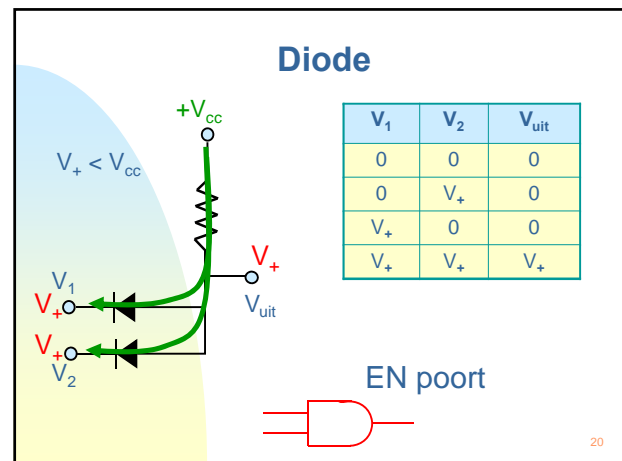 Diode
+Vcc
V+ < Vcc
V1 V2 Vuit
0 0 0
0 V+ 0
V+ 0 0
V+ V+ V+
V+
Vuit
V1
V+
V+
V2
EN poort
20